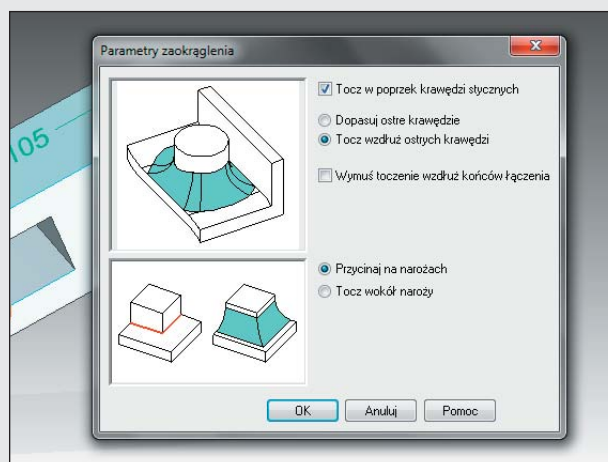 Parametry zaokrąglenia
105
Tocz w poprzek krawędzi stycznych
Dopasuj ostre krawędzie
Tocz wzdłuż ostrych krawędzi
Wymuś toczenie wzdłuż końców łączenia
Przycinaj na narożach
Tocz wokół naroży
OK
Anuluj
Pomoc